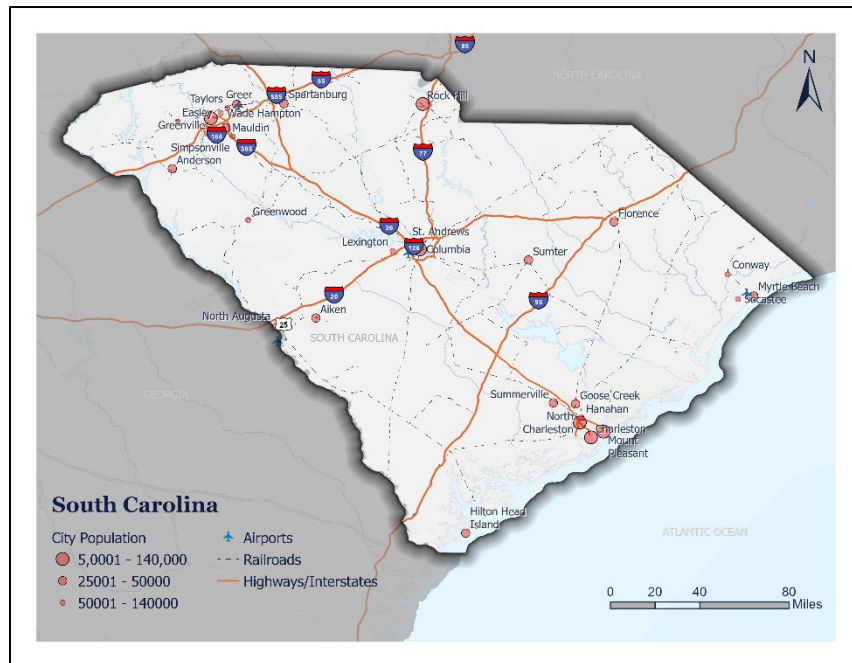 85
NORTH CAROLINA
N
85
585
Spartanburg
Taylors
Greer
Rock Hill
Easley
Wade Hampton
Greenville
Mauldin
186
385
77
Simpsonville
Anderson
Greenwood
26
St. Andrews
Florence
Lexington
126
Columbia
Sumter
Conway
20
95
Myrtle Beach
Socastee
North Augusta
25
Aiken
SOUTH CAROLINA
GEORGIA
Summerville
Goose Creek
Hanahan
North
Charleston
Charleston
Mount
Pleasant
South Carolina
Hilton Head
Island
ATLANTIC OCEAN
City Population
5,0001 - 140,000
25001 - 50000
50001 - 140000
Airports
Railroads
Highways/Interstates
0 20 40 80
Miles